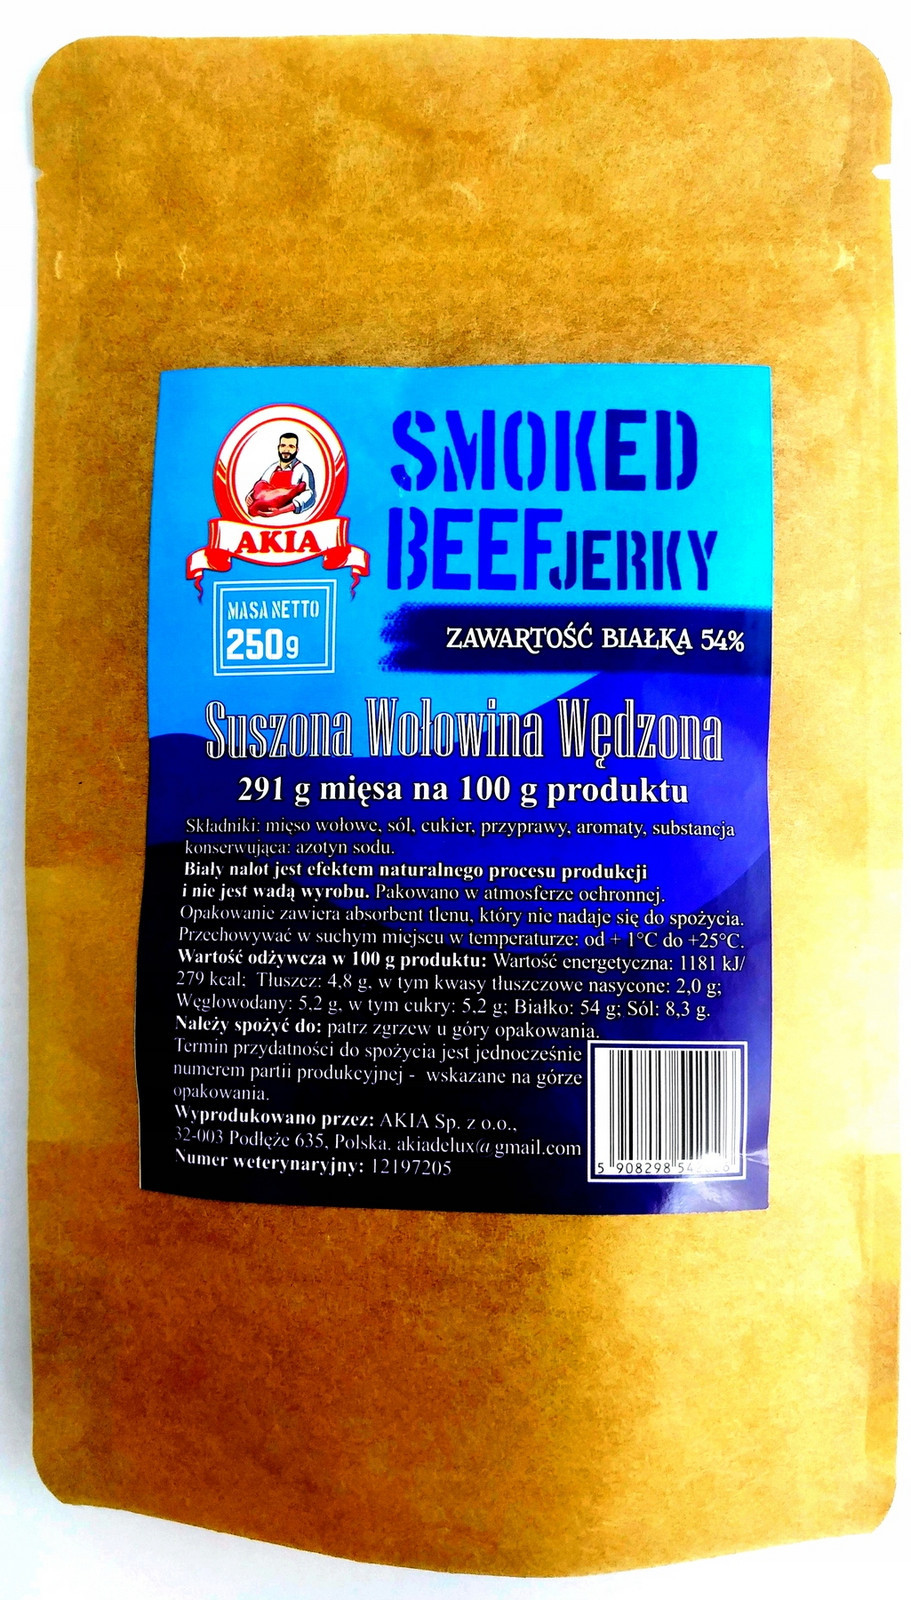 AKIA
MASA NETTO
250g
SMOKED
BEEF JERKY
ZAWARTOŚĆ BIAŁKA 54%
Suszona Wołowina Wędzona
291 g mięsa na 100 g produktu
Składniki: mięso wołowe, sól, cukier, przyprawy, aromaty, substancja
konserwująca: azotyn sodu.
Biały nalot jest efektem naturalnego procesu produkcji
i nie jest wadą wyrobu. Pakowano w atmosferze ochronnej.
Opakowanie zawiera absorbent tlenu, który nie nadaje się do spożycia.
Przechowywać w suchym miejscu w temperaturze: od + 1°C do +25°C.
Wartość odżywcza w 100 g produktu: Wartość energetyczna: 1181 kJ/
279 kcal: Tłuszcz: 4,8 g, w tym kwasy tłuszczowe nasycone: 2,0 g;
Węglowodany: 5,2 g, w tym cukry: 5,2 g; Białko: 54 g; Sól: 8,3 g.
Należy spożyć do: patrz zgrzew u góry opakowania.
Termin przydatności do spożycia jest jednocześnie
numerem partii produkcyjnej - wskazane na górze
opakowania.
Wyprodukowano przez: AKIA Sp. z o.o.,
32-003 Podłęże 635, Polska. akiadelux@gmail.com
Numer weterynaryjny: 12197205
5 908298